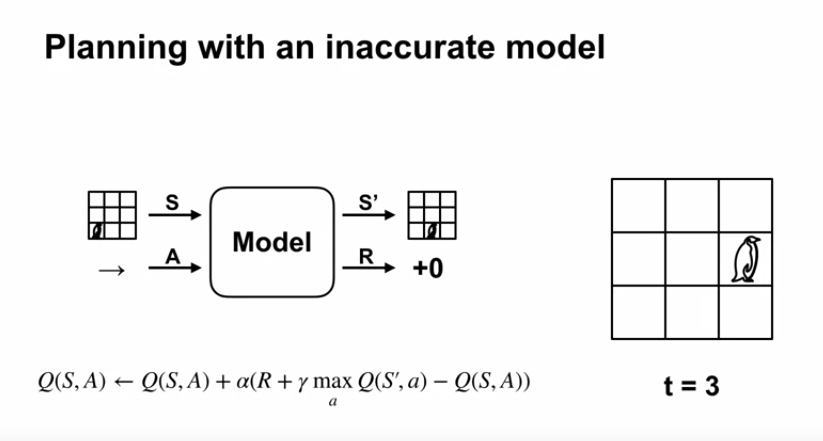 Planning with an inaccurate model
S
S'
A
Model
R
→
+0
Q(S, A) ← Q(S, A) + α(R + γ max Q(S′, a) − Q(S, A))
a
t = 3